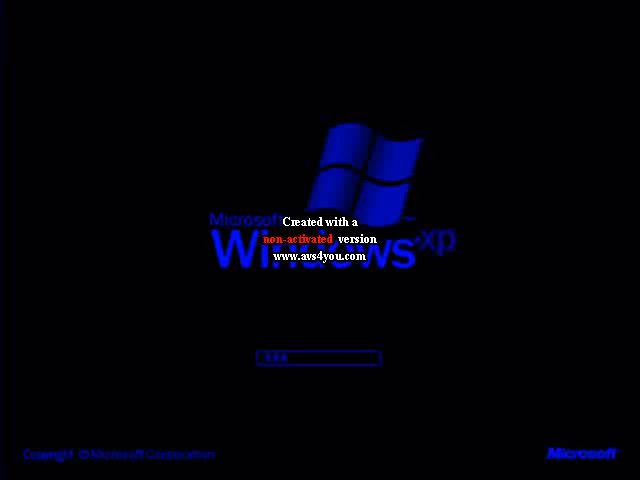 Microsoft
Created with a
non-activated version
Windows xp
www.avs4you.com
Copyright © Microsoft Corporation
Microsoft